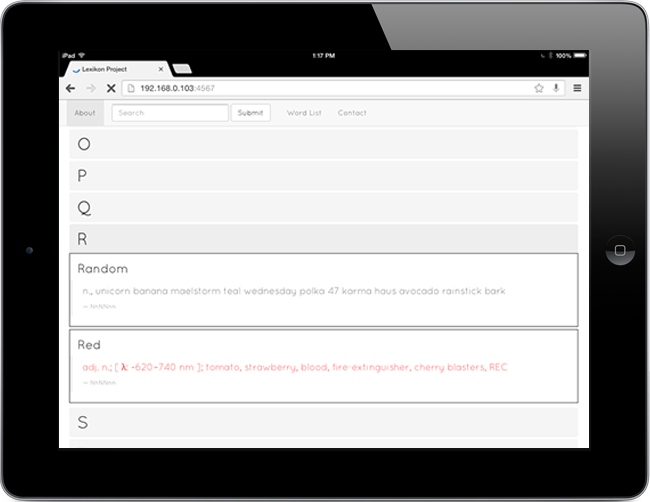 iPad 1:17 PM 100%
Lexikon Project
192.168.0.103:4567
About Search Submit Word List Contact
O
P
Q
R
Random
n., unicorn banana maelstorm teal wednesday polka 47 karma haus avocado rainstick bark
Red
adj. n.; [ λ: ~620-740 nm ]; tomato, strawberry, blood, fire-extinguisher, cherry blasters, REC
S